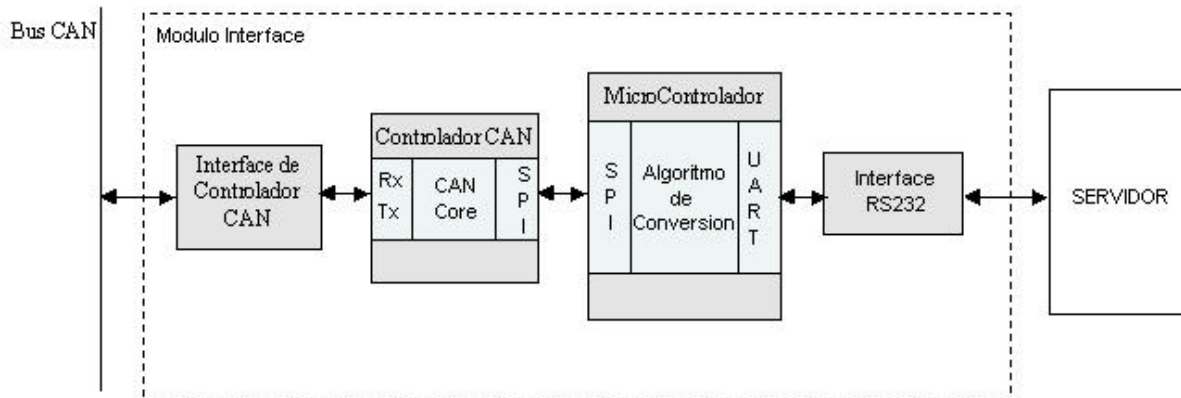 Bus CAN
Modulo Interface
Interface de
Controlador
CAN
Controlador CAN
Rx
Tx
CAN
Core
S
P
I
MicroControlador
S
P
I
Algoritmo
de
Conversion
U
A
R
T
Interface
RS232
SERVIDOR